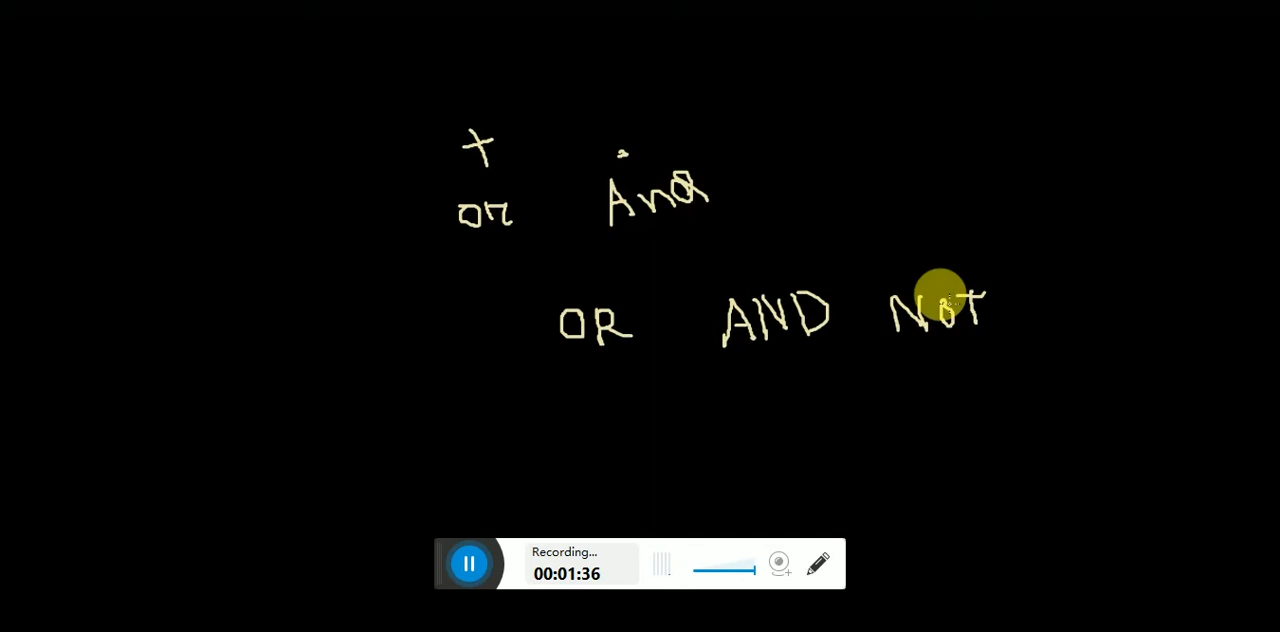 +
or And
OR AND NOT
Recording...
00:01:36